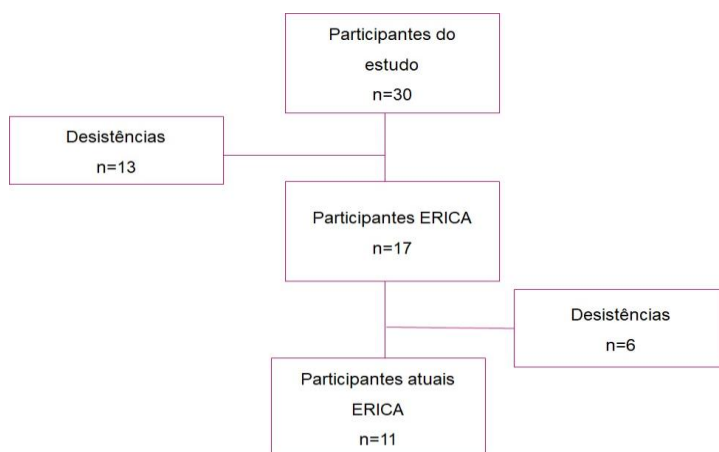 Participantes do
estudo
n=30
Desistências
n=13
Participantes ERICA
n=17
Desistências
n=6
Participantes atuais
ERICA
n=11